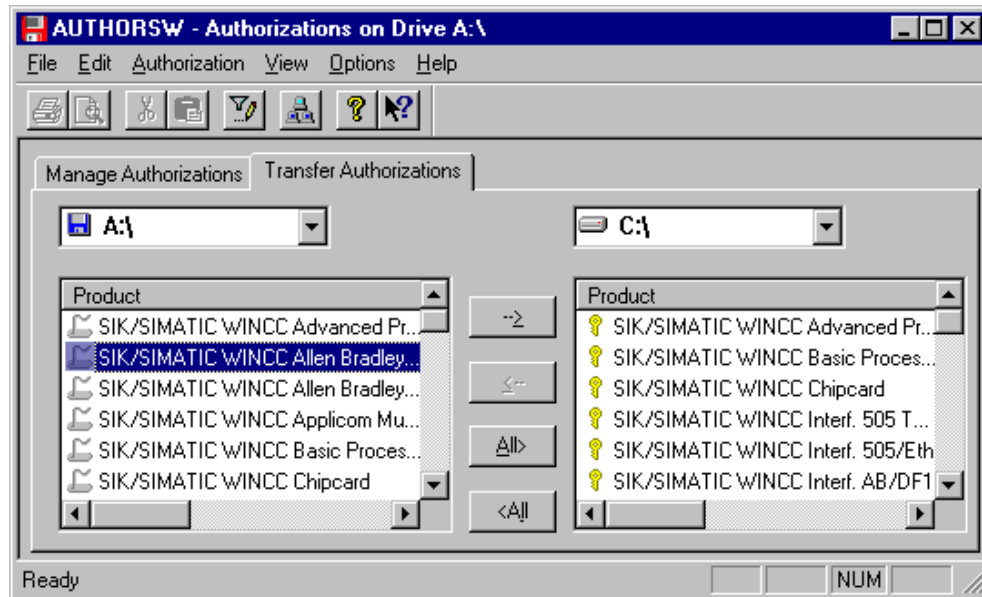 AUTHORSW - Authorizations on Drive A:\
File Edit Authorization View Options Help
Manage Authorizations Transfer Authorizations
A:\ C:\
Product
SIK/SIMATIC WINCC Advanced Pr...
SIK/SIMATIC WINCC Allen Bradley...
SIK/SIMATIC WINCC Allen Bradley...
SIK/SIMATIC WINCC Applicom Mu...
SIK/SIMATIC WINCC Basic Proces...
SIK/SIMATIC WINCC Chipcard
-->
<--
All>
<All
Product
SIK/SIMATIC WINCC Advanced Pr...
SIK/SIMATIC WINCC Basic Proces...
SIK/SIMATIC WINCC Chipcard
SIK/SIMATIC WINCC Interf. 505 T...
SIK/SIMATIC WINCC Interf. 505/Eth
SIK/SIMATIC WINCC Interf. AB/DF1
Ready NUM